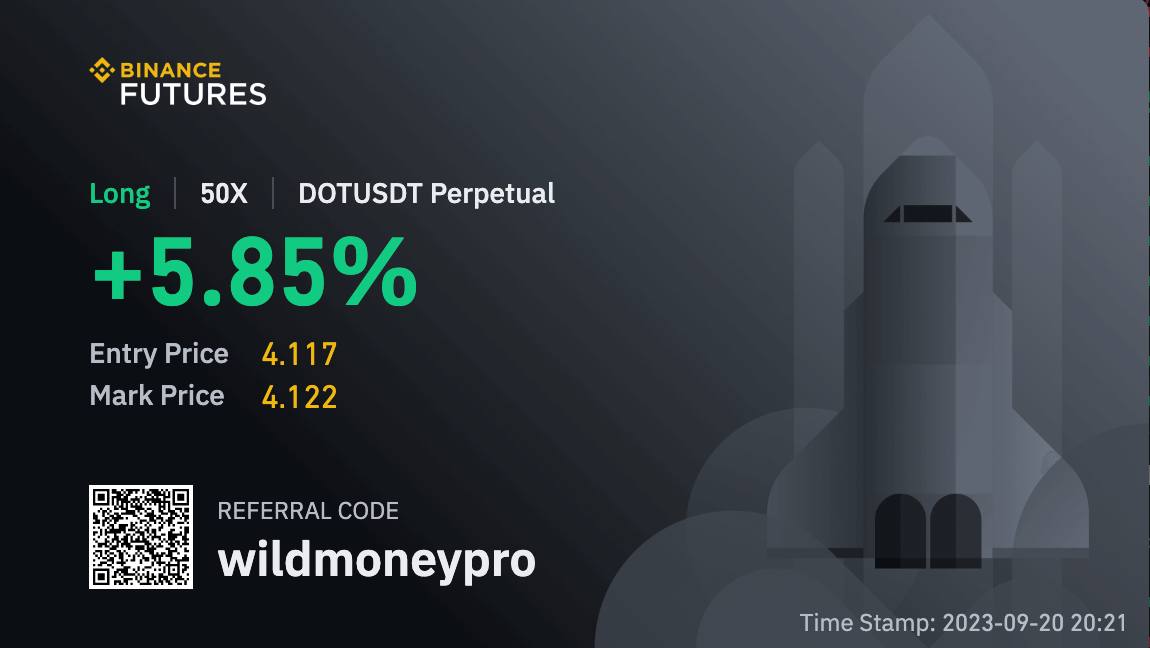 BINANCE
FUTURES
Long | 50X | DOTUSDT Perpetual
+5.85%
Entry Price 4.117
Mark Price 4.122
REFERRAL CODE
wildmoneypro
Time Stamp: 2023-09-20 20:21